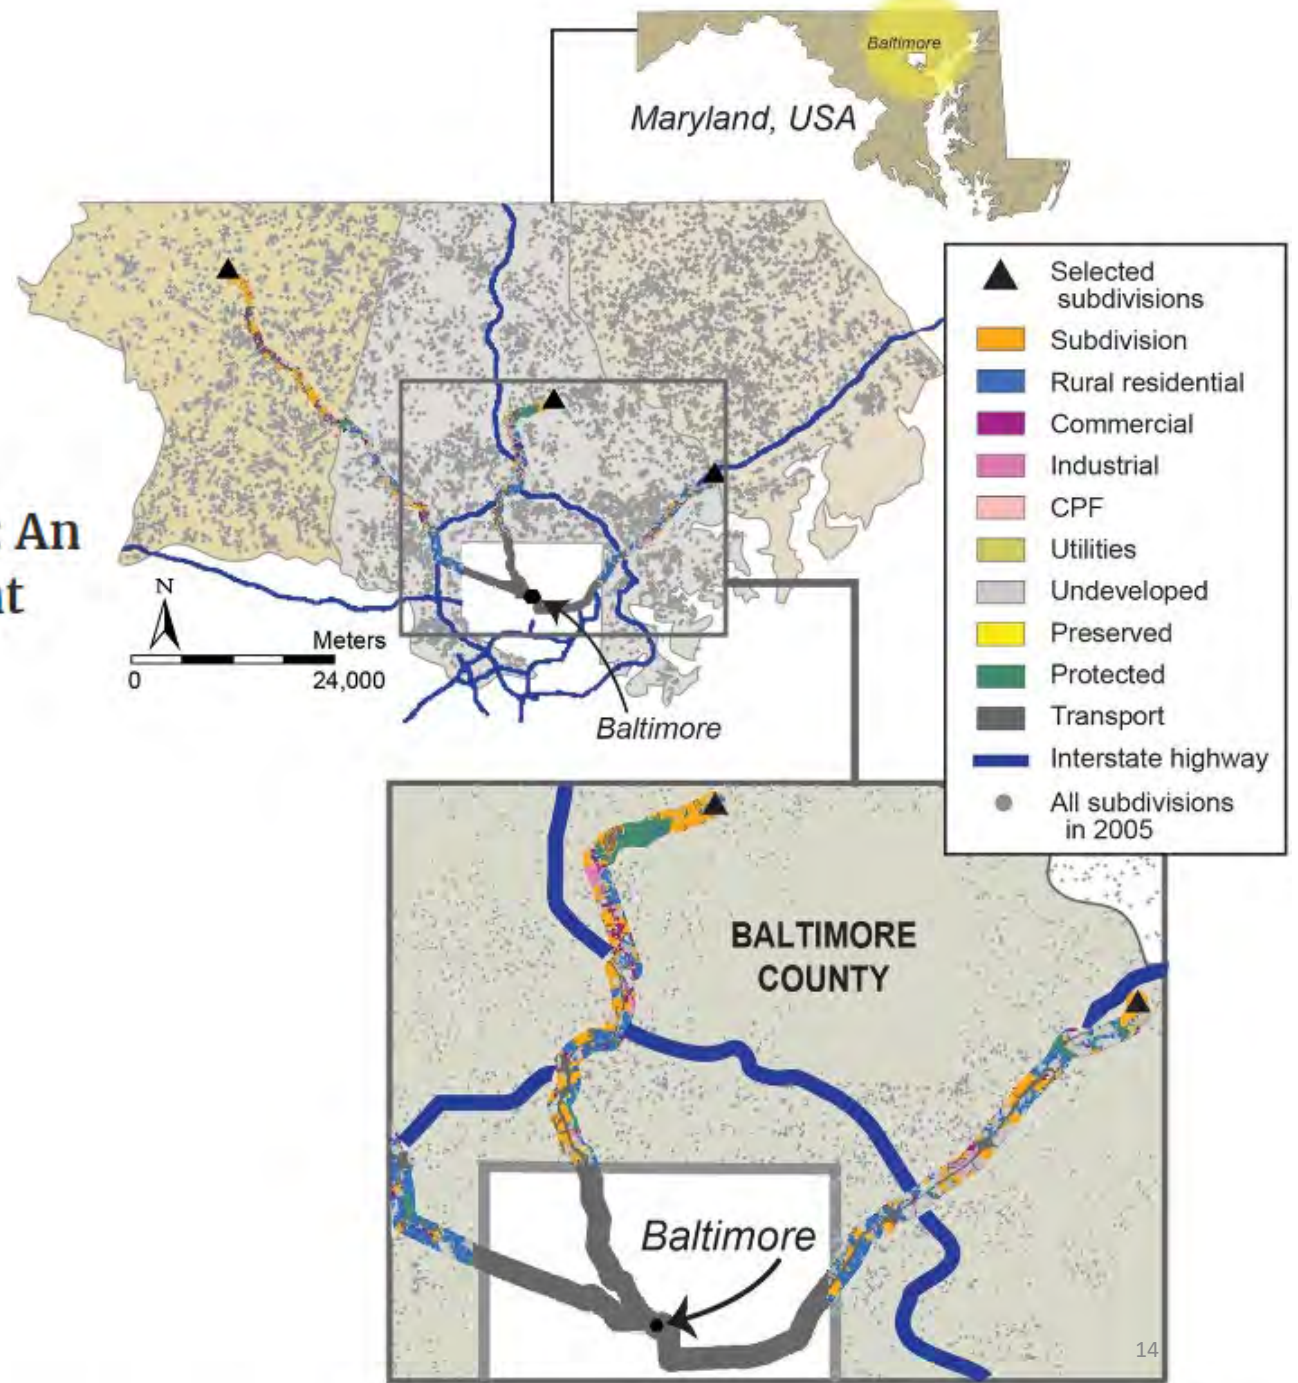 Baltimore
Maryland, USA
: An
nt
N
Meters
0 24,000
Baltimore
Selected
subdivisions
Subdivision
Rural residential
Commercial
Industrial
CPF
Utilities
Undeveloped
Preserved
Protected
Transport
Interstate highway
All subdivisions
in 2005
BALTIMORE
COUNTY
Baltimore
14